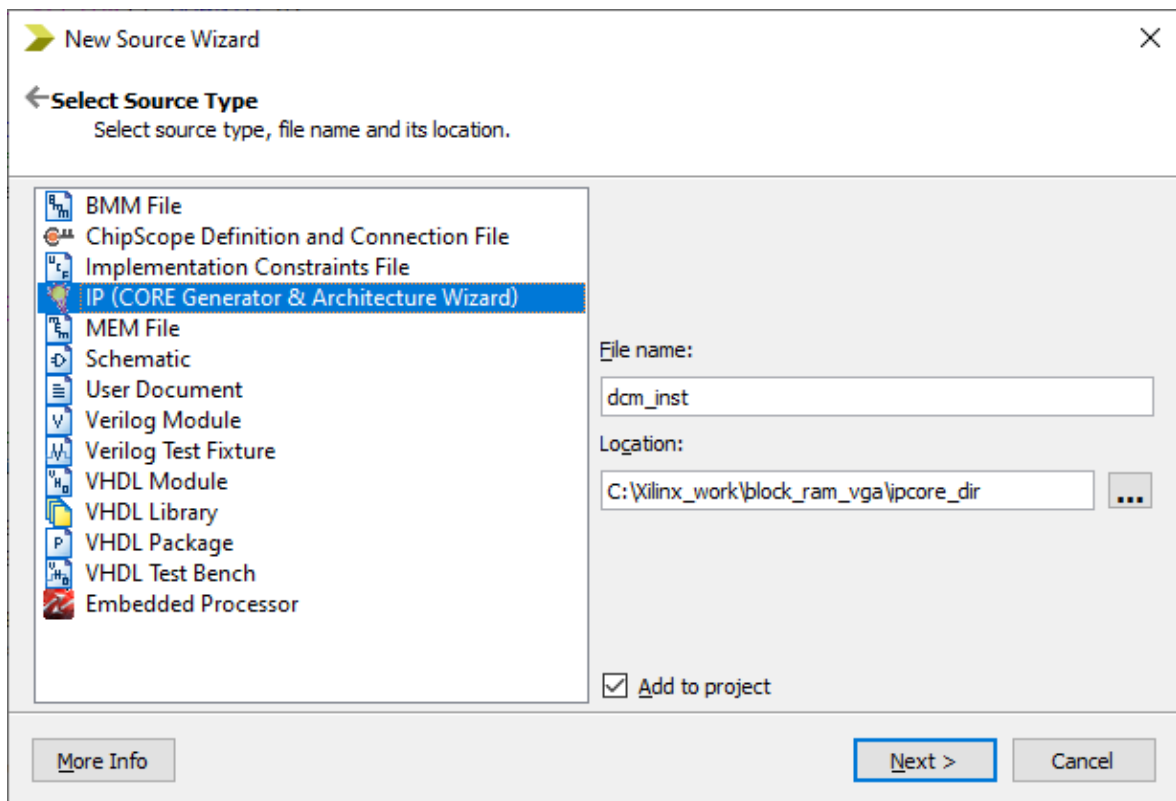 New Source Wizard
Select Source Type
Select source type, file name and its location.
BMM File
ChipScope Definition and Connection File
Implementation Constraints File
IP (CORE Generator & Architecture Wizard)
MEM File
Schematic
User Document
Verilog Module
Verilog Test Fixture
VHDL Module
VHDL Library
VHDL Package
VHDL Test Bench
Embedded Processor
File name:
dcm_inst
Location:
C:\Xilinx_work\block_ram_vga\ipcore_dir
...
Add to project
More Info
Next >
Cancel